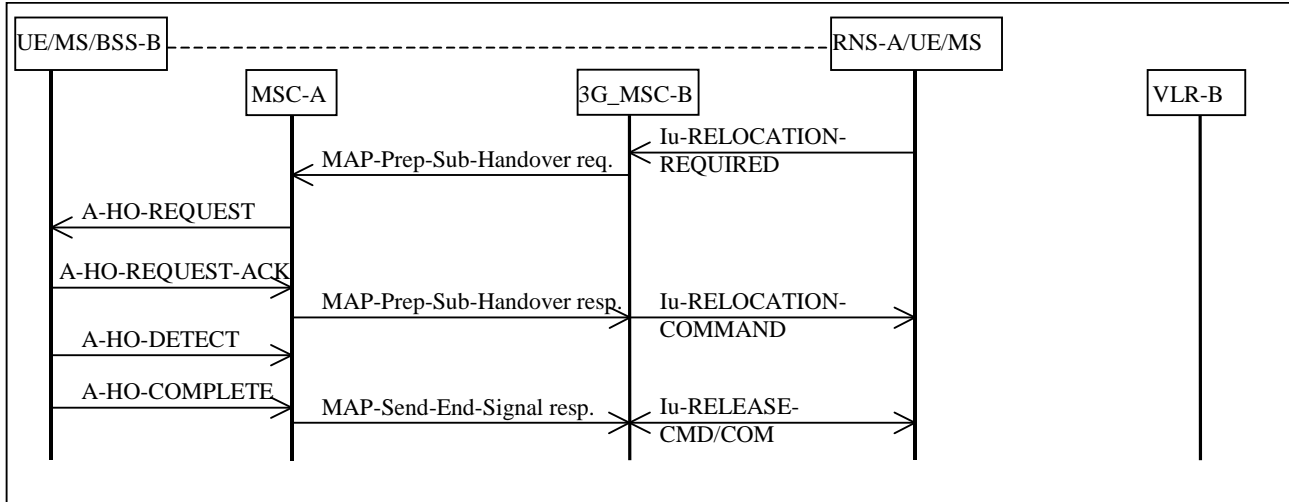 UE/MS/BSS-B
RNS-A/UE/MS
MSC-A
3G_MSC-B
VLR-B
Iu-RELOCATION-
REQUIRED
MAP-Prep-Sub-Handover req.
A-HO-REQUEST
A-HO-REQUEST-ACK
MAP-Prep-Sub-Handover resp.
Iu-RELOCATION-
COMMAND
A-HO-DETECT
A-HO-COMPLETE
MAP-Send-End-Signal resp.
Iu-RELEASE-
CMD/COM